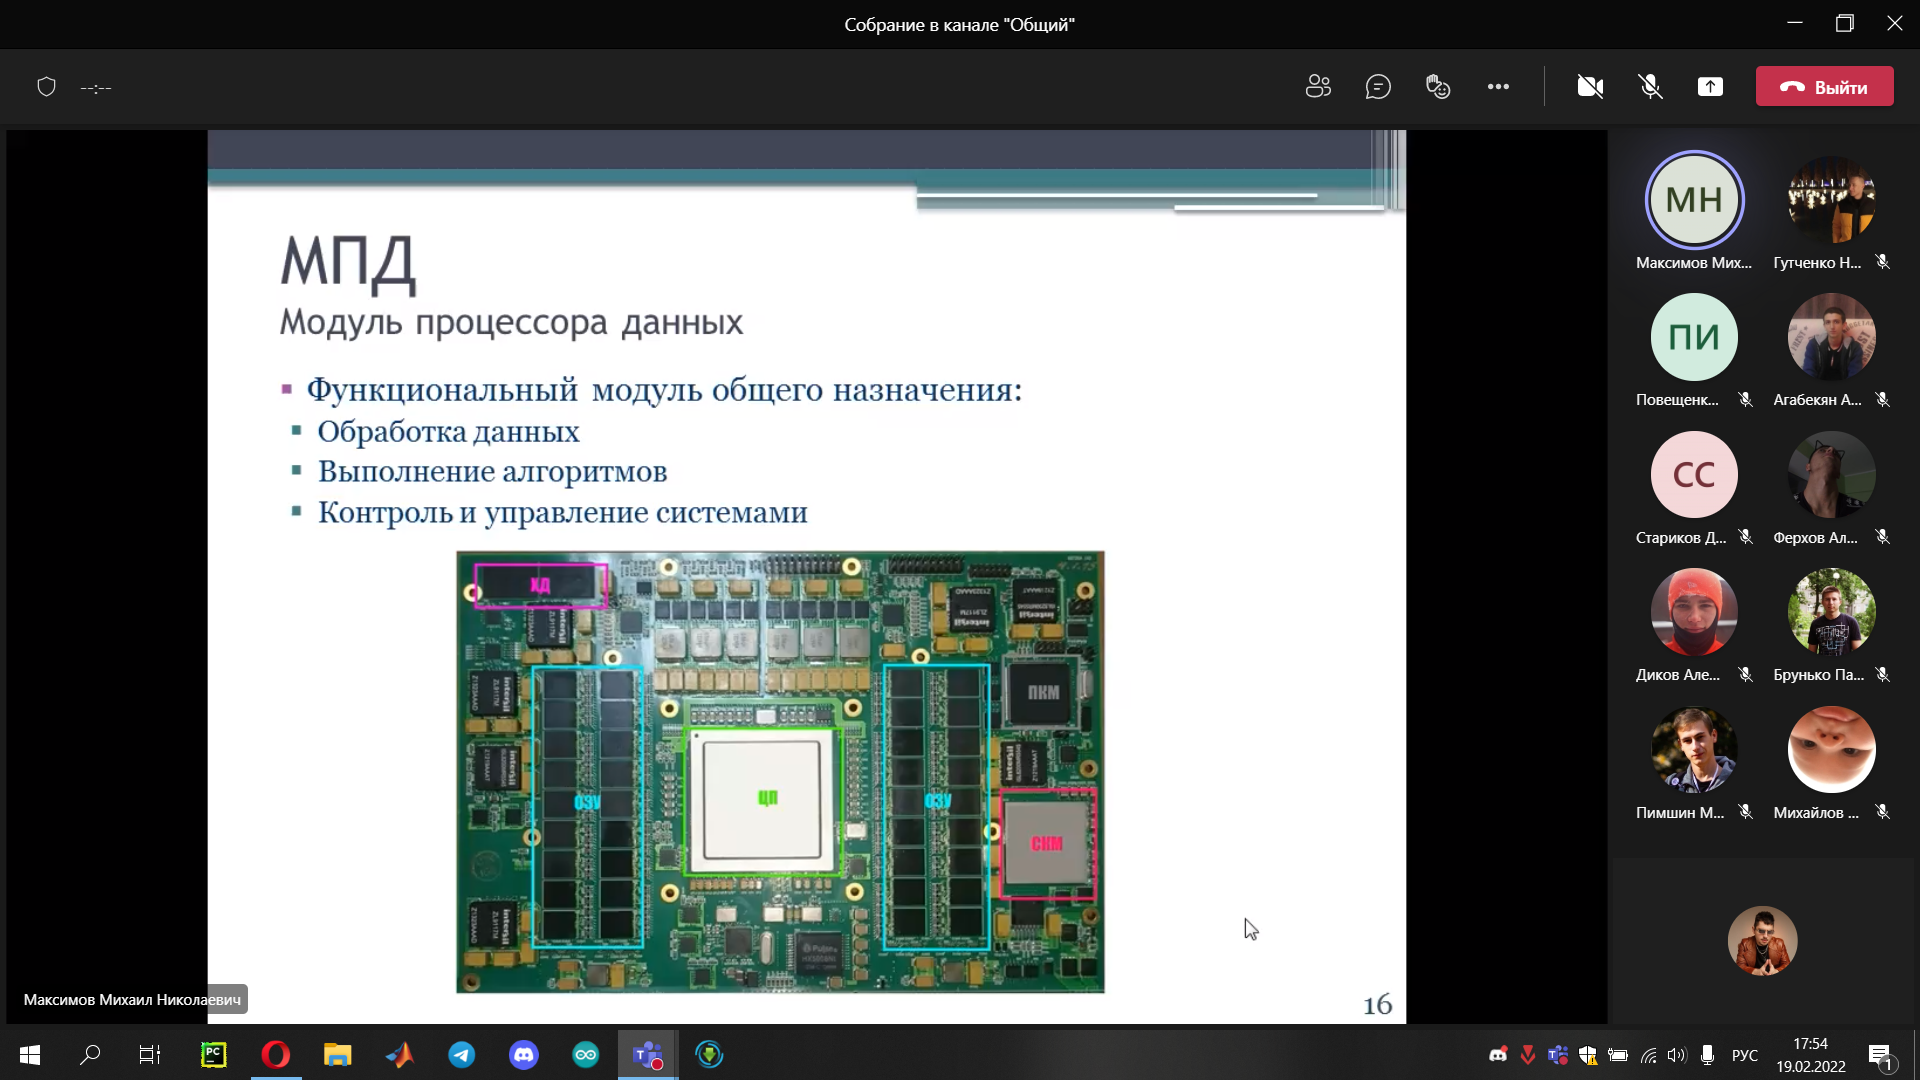 Собрание в канале "Общий"
--:--
Выйти
МПД
Модуль процессора данных
Функциональный модуль общего назначения:
Обработка данных
Выполнение алгоритмов
Контроль и управление системами
ХД
ОЗУ
ЦП
ОЗУ
ПКМ
СКМ
16
Максимов Михаил Николаевич
МН
Максимов Мих...
Гутченко Н...
ПИ
Повещенк...
Агабекян А...
СС
Стариков Д...
Ферхов Ал...
Диков Але...
Брунько Па...
Пимшин М...
Михайлов ...
PC
T
РУС
17:54
19.02.2022
1